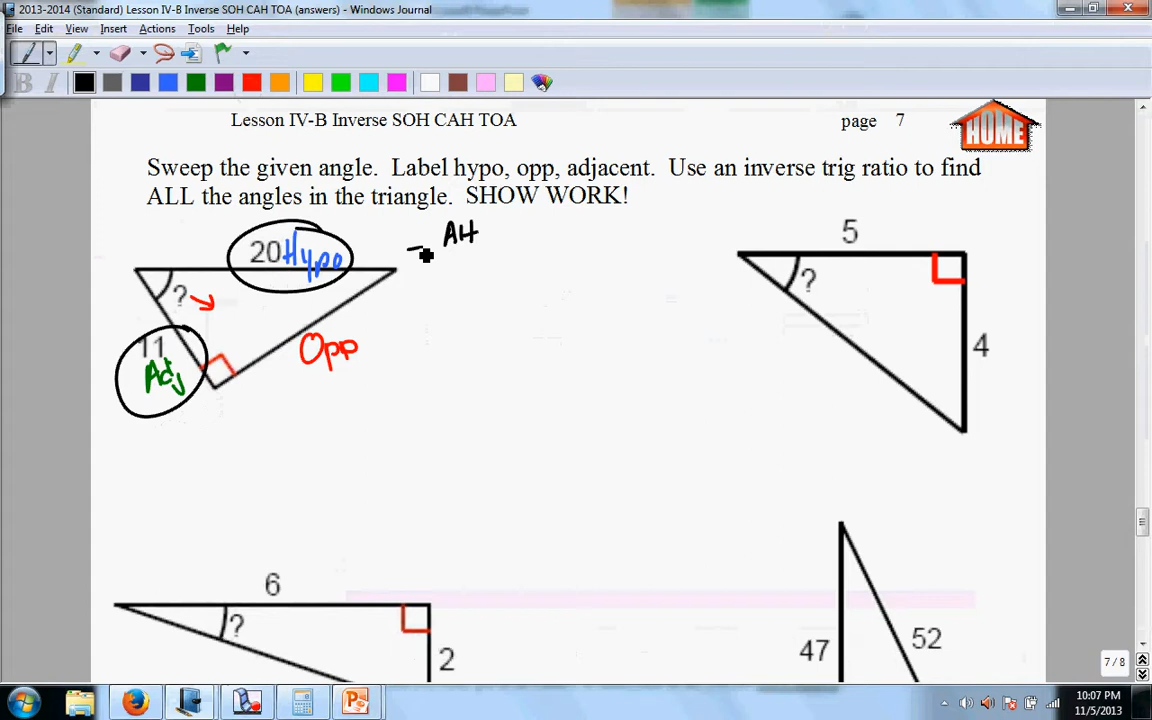 2013-2014 (Standard) Lesson IV-B Inverse SOH CAH TOA (answers) - Windows Journal
File Edit View Insert Actions Tools Help
B I
Lesson IV-B Inverse SOH CAH TOA page 7
HOME
Sweep the given angle. Label hypo, opp, adjacent. Use an inverse trig ratio to find
ALL the angles in the triangle. SHOW WORK!
20 Hypo
AH
?
11
Adj
Opp
5
?
4
6
?
2
47
52
7 / 8
10:07 PM
11/5/2013